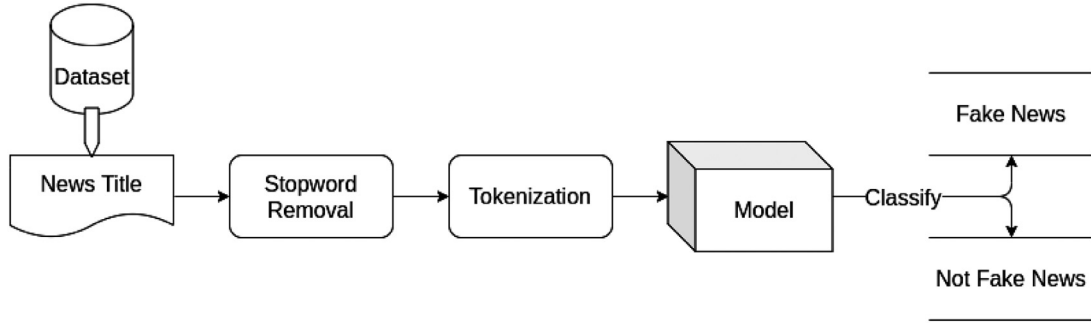 Dataset
News Title
Stopword
Removal
Tokenization
Model
Classify
Fake News
Not Fake News